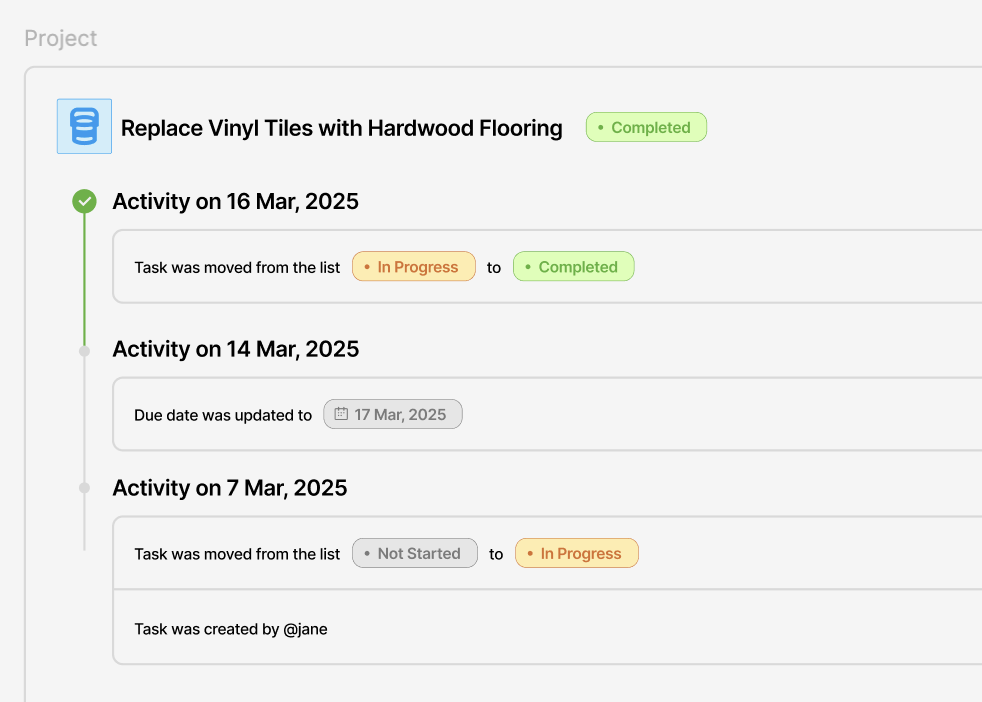 Project
Replace Vinyl Tiles with Hardwood Flooring • Completed
Activity on 16 Mar, 2025
Task was moved from the list • In Progress to • Completed
Activity on 14 Mar, 2025
Due date was updated to 17 Mar, 2025
Activity on 7 Mar, 2025
Task was moved from the list • Not Started to • In Progress
Task was created by @jane